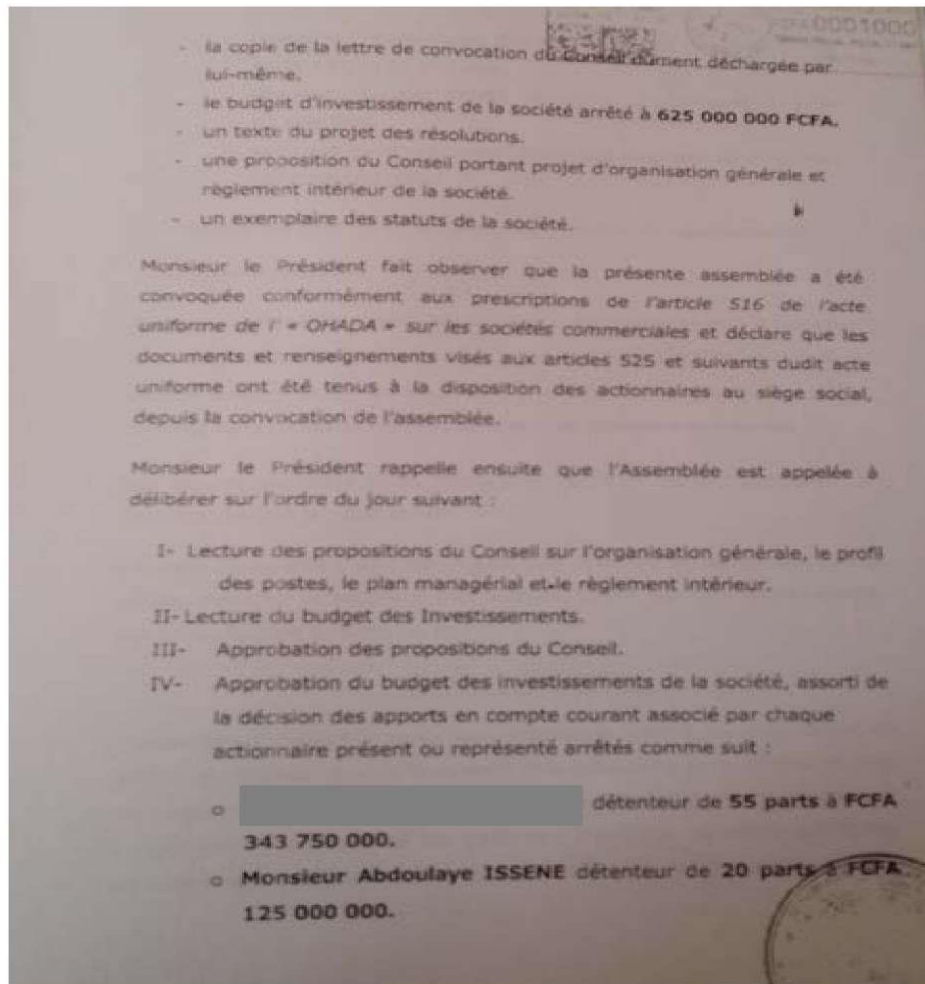 0001000
- la copie de la lettre de convocation du Conseil dûment déchargée par
lui-même.
- le budget d'investissement de la société arrêté à 625 000 000 FCFA.
- un texte du projet des résolutions.
- une proposition du Conseil portant projet d'organisation générale et
règlement intérieur de la société.
- un exemplaire des statuts de la société.
Monsieur le Président fait observer que la présente assemblée a été
convoquée conformément aux prescriptions de l'article 516 de l'acte
uniforme de l' « OHADA » sur les sociétés commerciales et déclare que les
documents et renseignements visés aux articles 525 et suivants dudit acte
uniforme ont été tenus à la disposition des actionnaires au siège social,
depuis la convocation de l'assemblée.
Monsieur le Président rappelle ensuite que l'Assemblée est appelée à
délibérer sur l'ordre du jour suivant :
I- Lecture des propositions du Conseil sur l'organisation générale, le profil
des postes, le plan managérial et le règlement intérieur.
II- Lecture du budget des Investissements.
III- Approbation des propositions du Conseil.
IV- Approbation du budget des investissements de la société, assorti de
la décision des apports en compte courant associé par chaque
actionnaire présent ou représenté arrêtés comme suit :
o détenteur de 55 parts à FCFA
343 750 000.
o Monsieur Abdoulaye ISSENE détenteur de 20 parts à FCFA
125 000 000.